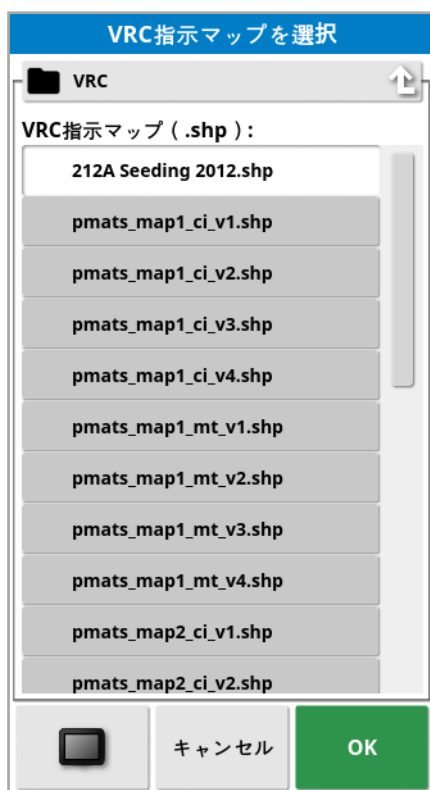 VRC指示マップを選択
VRC
VRC指示マップ ( .shp ) :
212A Seeding 2012.shp
pmats_map1_ci_v1.shp
pmats_map1_ci_v2.shp
pmats_map1_ci_v3.shp
pmats_map1_ci_v4.shp
pmats_map1_mt_v1.shp
pmats_map1_mt_v2.shp
pmats_map1_mt_v3.shp
pmats_map1_mt_v4.shp
pmats_map2_ci_v1.shp
pmats_map2_ci_v2.shp
キャンセル
OK